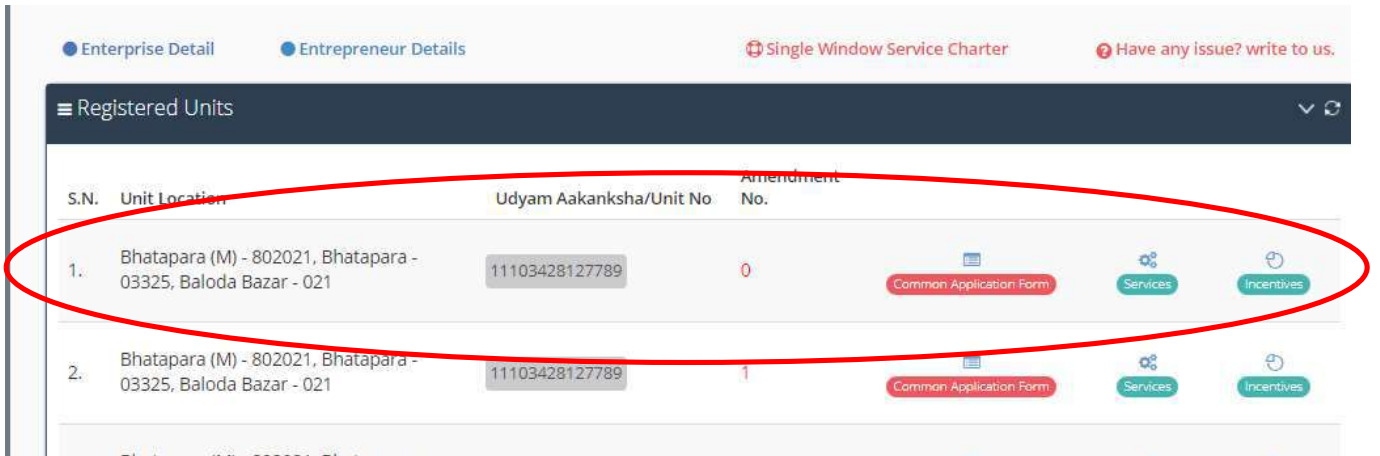 Enterprise Detail Entrepreneur Details Single Window Service Charter Have any issue? write to us.
Registered Units
S.N. Unit Location Udyam Aakanksha/Unit No Amendment
No.
1. Bhatapara (M) - 802021, Bhatapara -
03325, Baloda Bazar - 021 11103428127789 0 Common Application Form Services Incentives
2. Bhatapara (M) - 802021, Bhatapara -
03325, Baloda Bazar - 021 11103428127789 1 Common Application Form Services Incentives